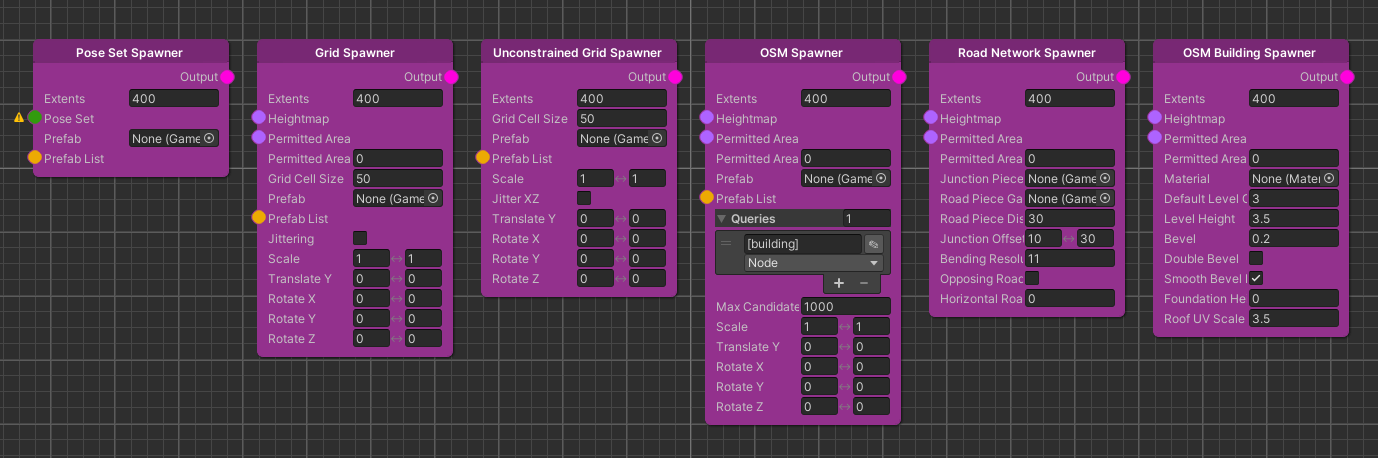 Pose Set Spawner
Output
Extents 400
Pose Set
Prefab None (Game
Prefab List
Grid Spawner
Output
Extents 400
Heightmap
Permitted Area
Permitted Area 0
Grid Cell Size 50
Prefab None (Game
Prefab List
Jittering
Scale 1 ↔ 1
Translate Y 0 ↔ 0
Rotate X 0 ↔ 0
Rotate Y 0 ↔ 0
Rotate Z 0 ↔ 0
Unconstrained Grid Spawner
Output
Extents 400
Grid Cell Size 50
Prefab None (Game
Prefab List
Scale 1 ↔ 1
Jitter XZ
Translate Y 0 ↔ 0
Rotate X 0 ↔ 0
Rotate Y 0 ↔ 0
Rotate Z 0 ↔ 0
OSM Spawner
Output
Extents 400
Heightmap
Permitted Area
Permitted Area 0
Prefab None (Game
Prefab List
Queries 1
[building]
Node
+ −
Max Candidate 1000
Scale 1 ↔ 1
Translate Y 0 ↔ 0
Rotate X 0 ↔ 0
Rotate Y 0 ↔ 0
Rotate Z 0 ↔ 0
Road Network Spawner
Output
Extents 400
Heightmap
Permitted Area
Permitted Area 0
Junction Piece None (Game
Road Piece Ga None (Game
Road Piece Dis 30
Junction Offset 10 ↔ 30
Bending Resolu 11
Opposing Road
Horizontal Roa 0
OSM Building Spawner
Output
Extents 400
Heightmap
Permitted Area
Permitted Area 0
Material None (Mater
Default Level C 3
Level Height 3.5
Bevel 0.2
Double Bevel
Smooth Bevel
Foundation He 0
Roof UV Scale 3.5